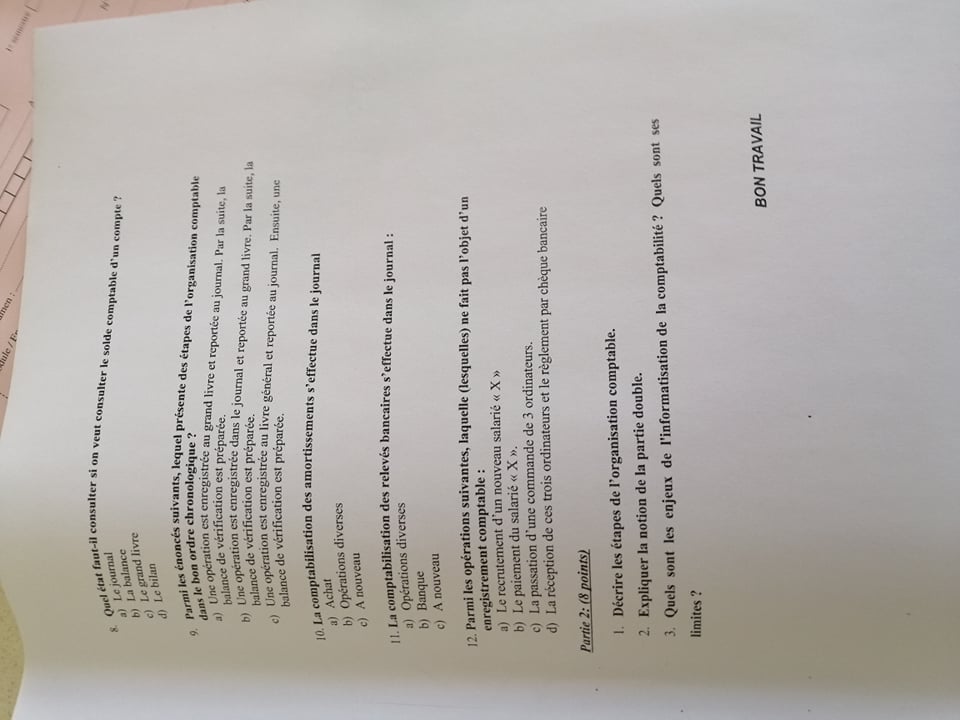 8. Quel état faut-il consulter si on veut consulter le solde comptable d'un compte ?
a) Le journal
b) La balance
c) Le grand livre
d) Le bilan
9. Parmi les énoncés suivants, lequel présente des étapes de l'organisation comptable
dans le bon ordre chronologique ?
a) Une opération est enregistrée au grand livre et reportée au journal. Par la suite, la
balance de vérification est préparée.
b) Une opération est enregistrée dans le journal et reportée au grand livre. Par la suite, la
balance de vérification est préparée.
c) Une opération est enregistrée au livre général et reportée au journal. Ensuite, une
balance de vérification est préparée.
10. La comptabilisation des amortissements s'effectue dans le journal
a) Achat
b) Opérations diverses
c) A nouveau
11. La comptabilisation des relevés bancaires s'effectue dans le journal :
a) Opérations diverses
b) Banque
c) A nouveau
12. Parmi les opérations suivantes, laquelle (lesquelles) ne fait pas l'objet d'un
enregistrement comptable :
a) Le recrutement d'un nouveau salarié « X »
b) Le paiement du salarié « X ».
c) La passation d'une commande de 3 ordinateurs.
d) La réception de ces trois ordinateurs et le règlement par chèque bancaire
Partie 2: (8 points)
1. Décrire les étapes de l'organisation comptable.
2. Expliquer la notion de la partie double.
3. Quels sont les enjeux de l'informatisation de la comptabilité ? Quels sont ses
limites ?
BON TRAVAIL